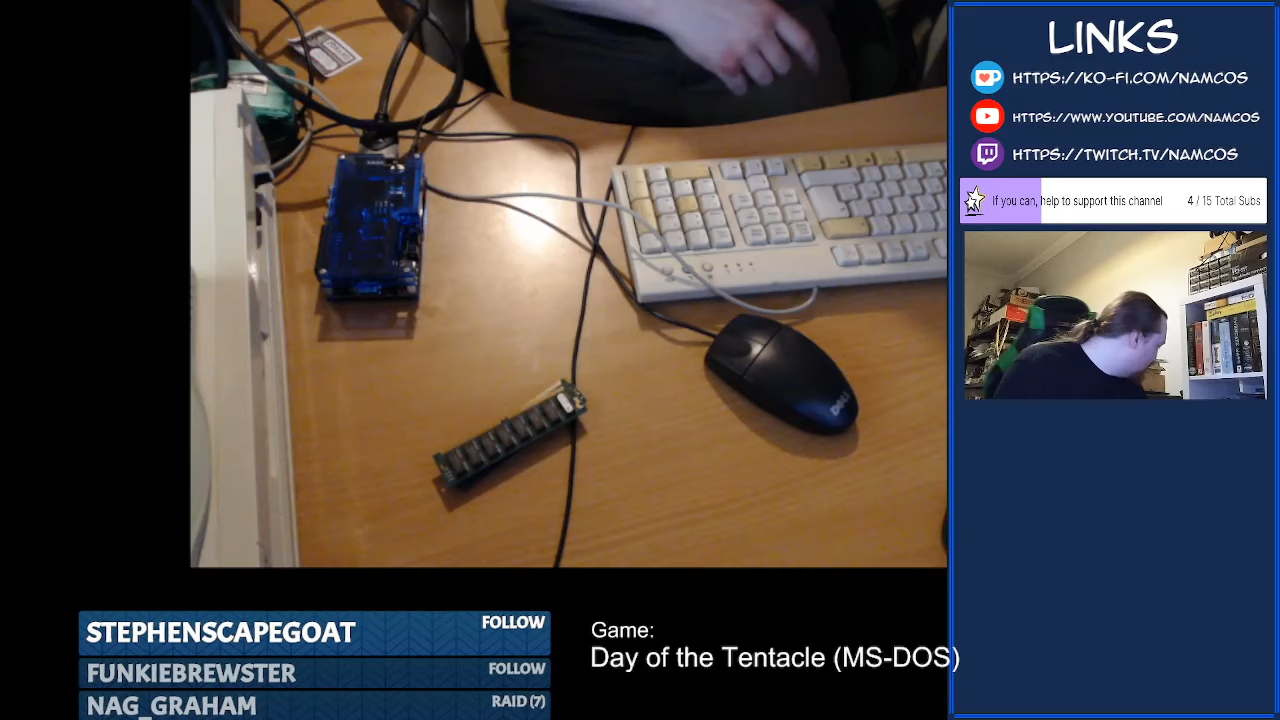 LINKS
HTTPS://KO-FI.COM/NAMCOS
HTTPS://WWW.YOUTUBE.COM/NAMCOS
HTTPS://TWITCH.TV/NAMCOS
If you can, help to support this channel 4 / 15 Total Subs
DELL
STEPHENSCAPEGOAT FOLLOW
FUNKIEBREWSTER FOLLOW
NAG_GRAHAM RAID (7)
Game:
Day of the Tentacle (MS-DOS)